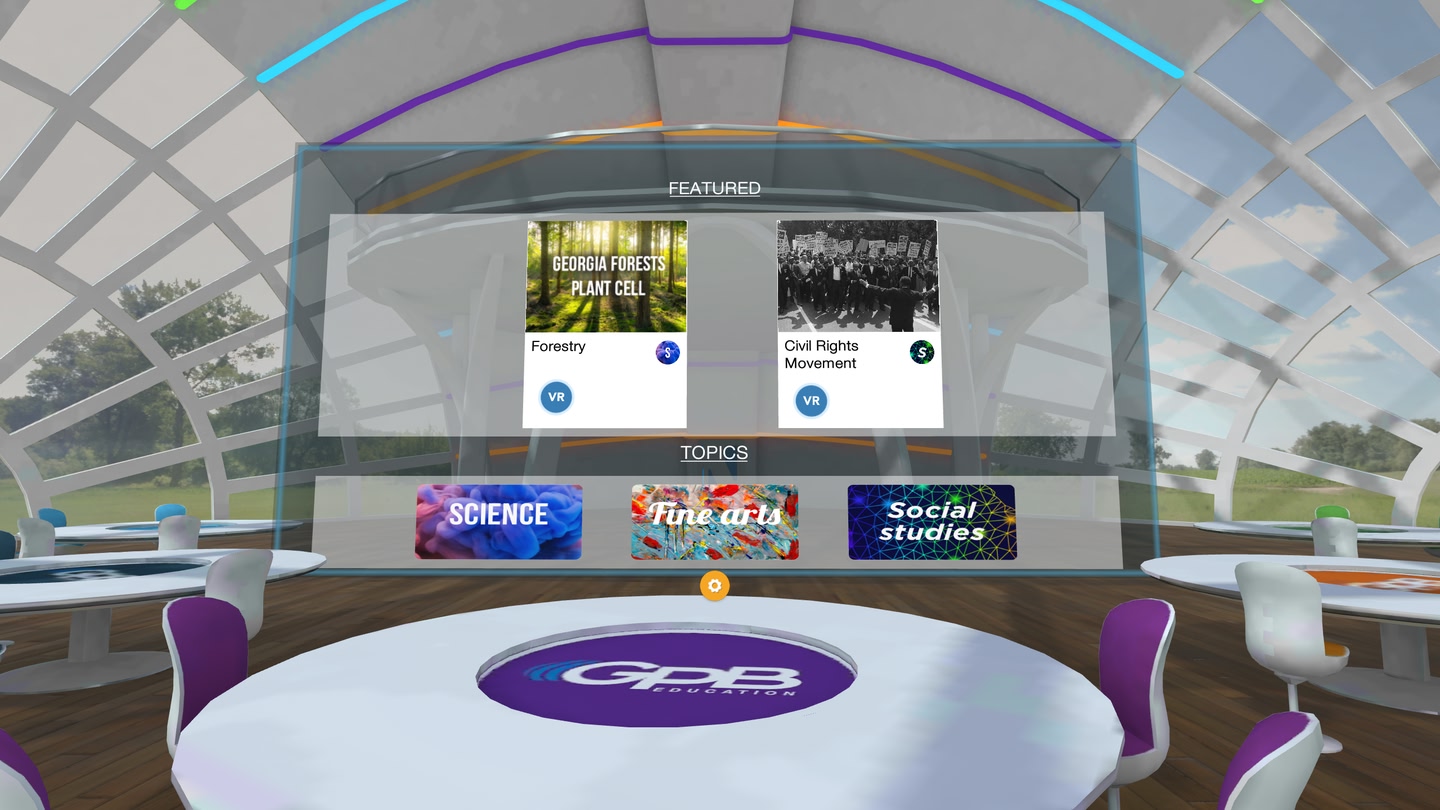 FEATURED
GEORGIA FORESTS
PLANT CELL
Forestry
S
VR
Civil Rights
Movement
S
VR
TOPICS
SCIENCE
Fine arts
Social
studies
GPB
EDUCATION